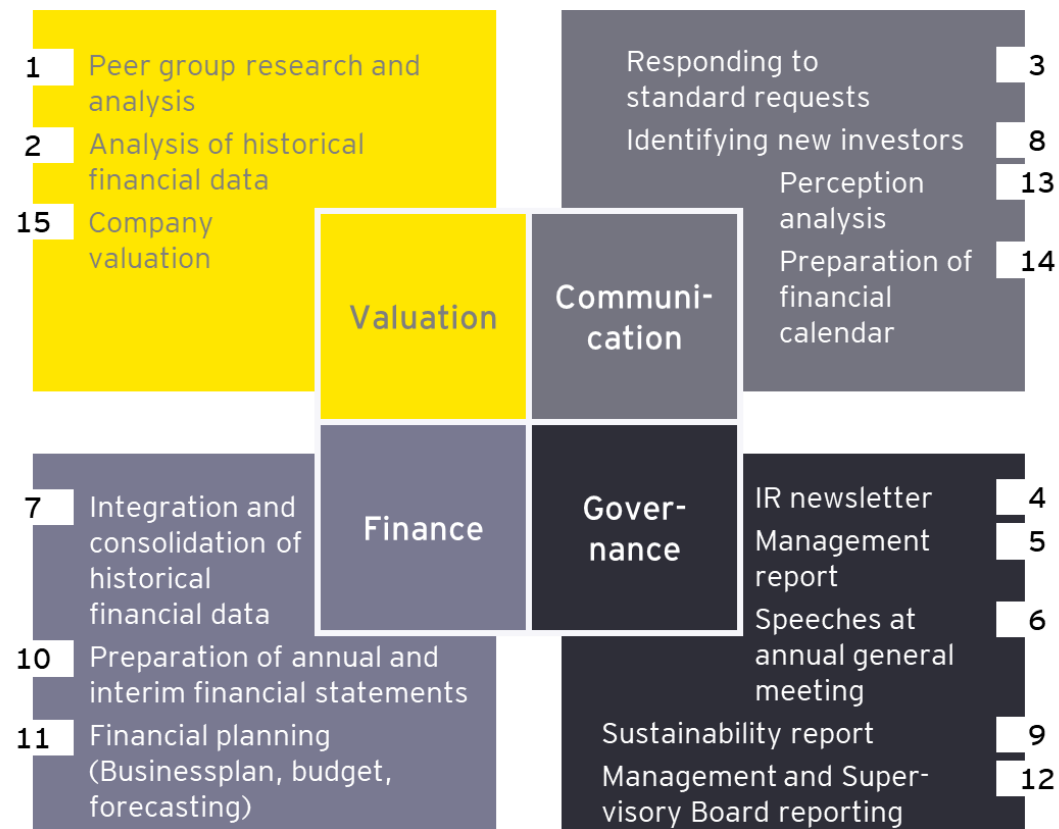 1 Peer group research and
analysis
2 Analysis of historical
financial data
15 Company
valuation
Responding to 3
standard requests
Identifying new investors 8
Perception 13
analysis
Preparation of 14
financial
calendar
Valuation
Communi-
cation
Finance
Gover-
nance
7 Integration and
consolidation of
historical
financial data
10 Preparation of annual and
interim financial statements
11 Financial planning
(Businessplan, budget,
forecasting)
IR newsletter 4
Management 5
report
Speeches at 6
annual general
meeting
Sustainability report 9
Management and Super- 12
visory Board reporting